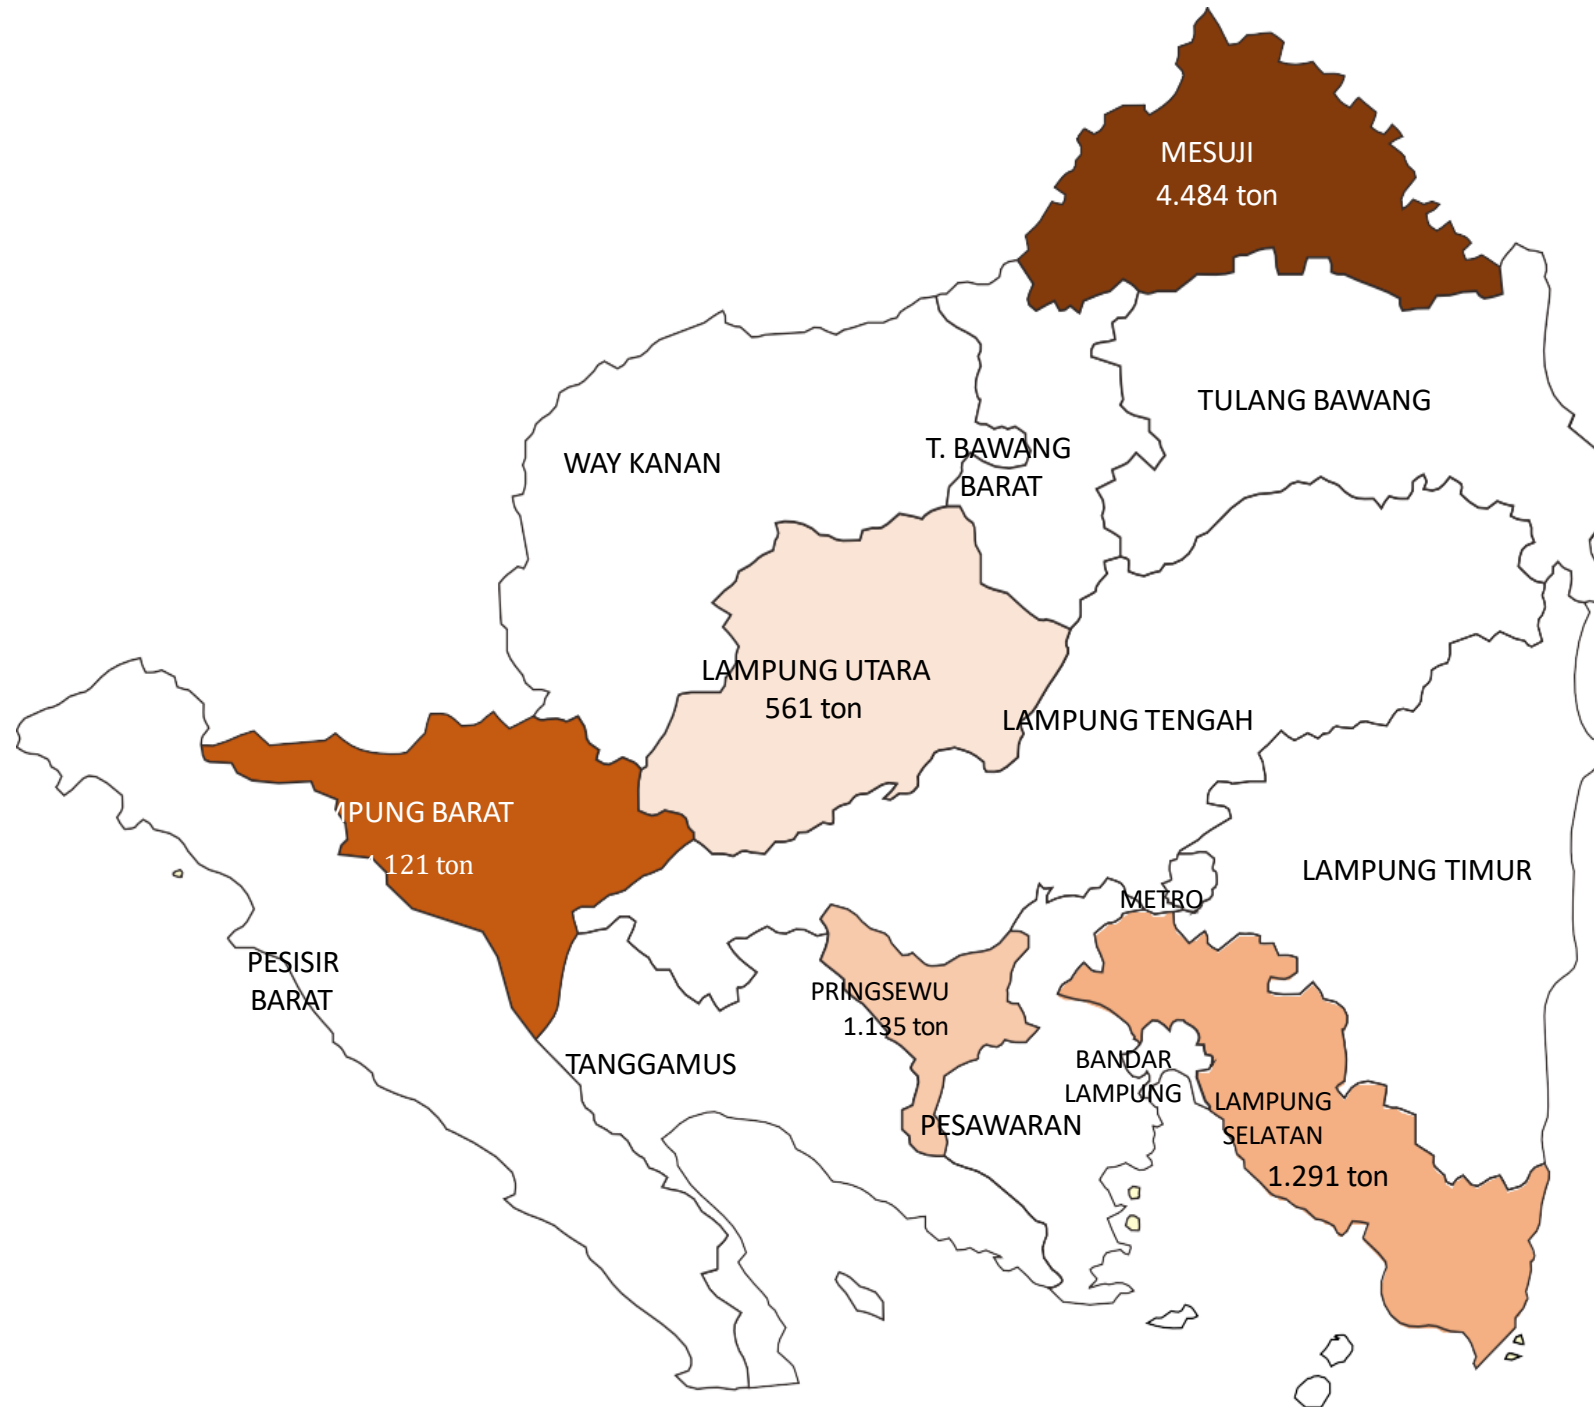 MESUJI
4.484 ton
TULANG BAWANG
WAY KANAN
T. BAWANG
BARAT
LAMPUNG UTARA
561 ton
LAMPUNG TENGAH
MPUNG BARAT
121 ton
LAMPUNG TIMUR
METRO
PESISIR
BARAT
PRINGSEWU
1.135 ton
TANGGAMUS
BANDAR
LAMPUNG
LAMPUNG
SELATAN
1.291 ton
PESAWARAN